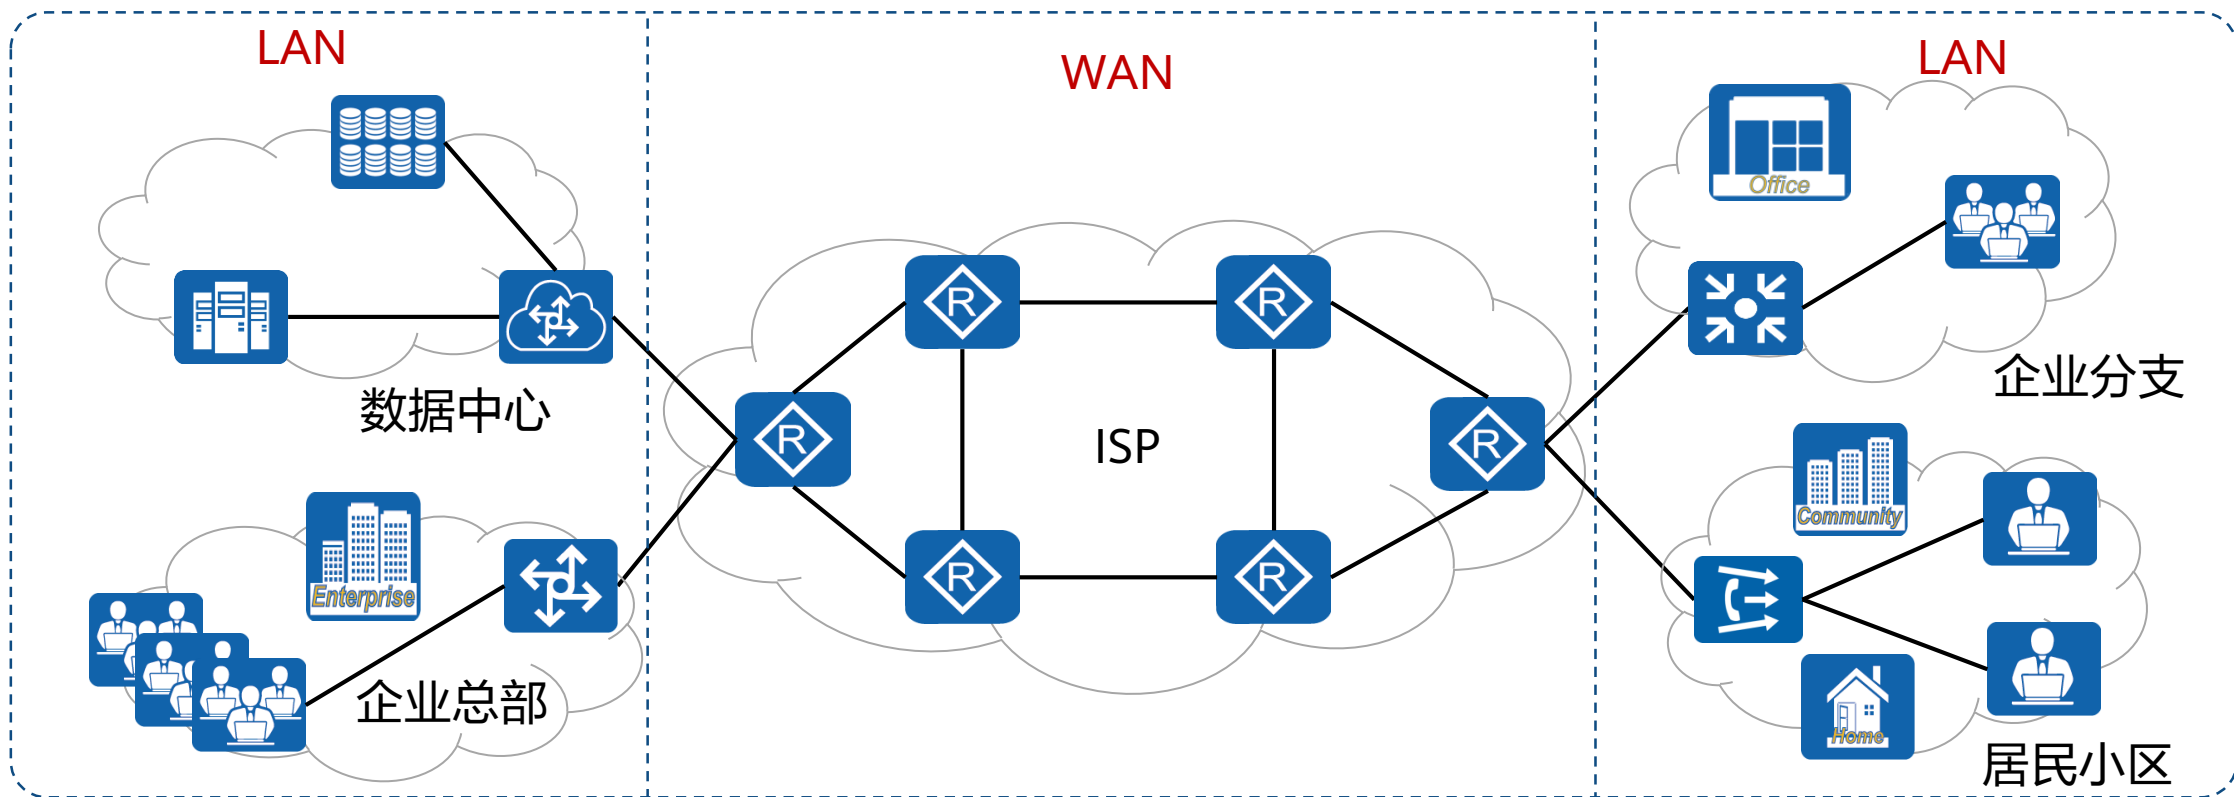 LAN
WAN
LAN
Office
企业分支
数据中心
R
R
R
R
R
R
ISP
Enterprise
企业总部
Community
Home
居民小区